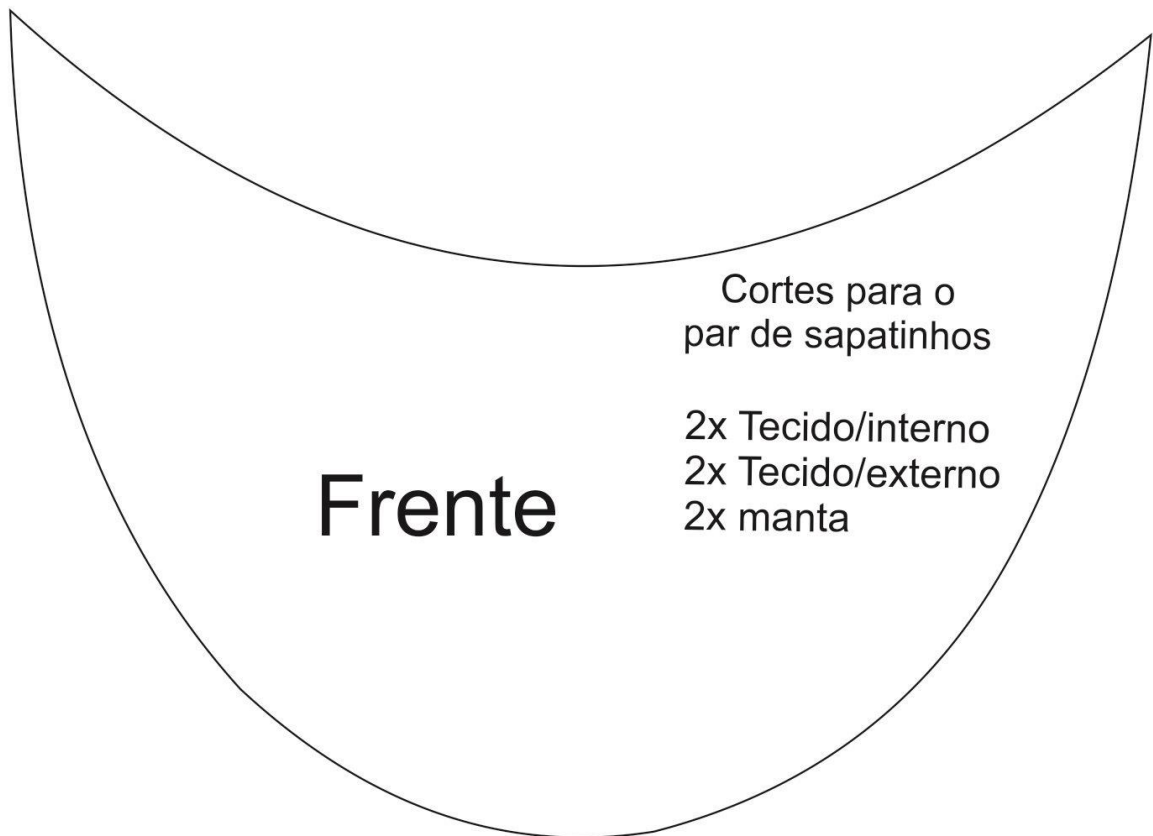 Cortes para o
par de sapatinhos
2x Tecido/interno
2x Tecido/externo
2x manta
Frente